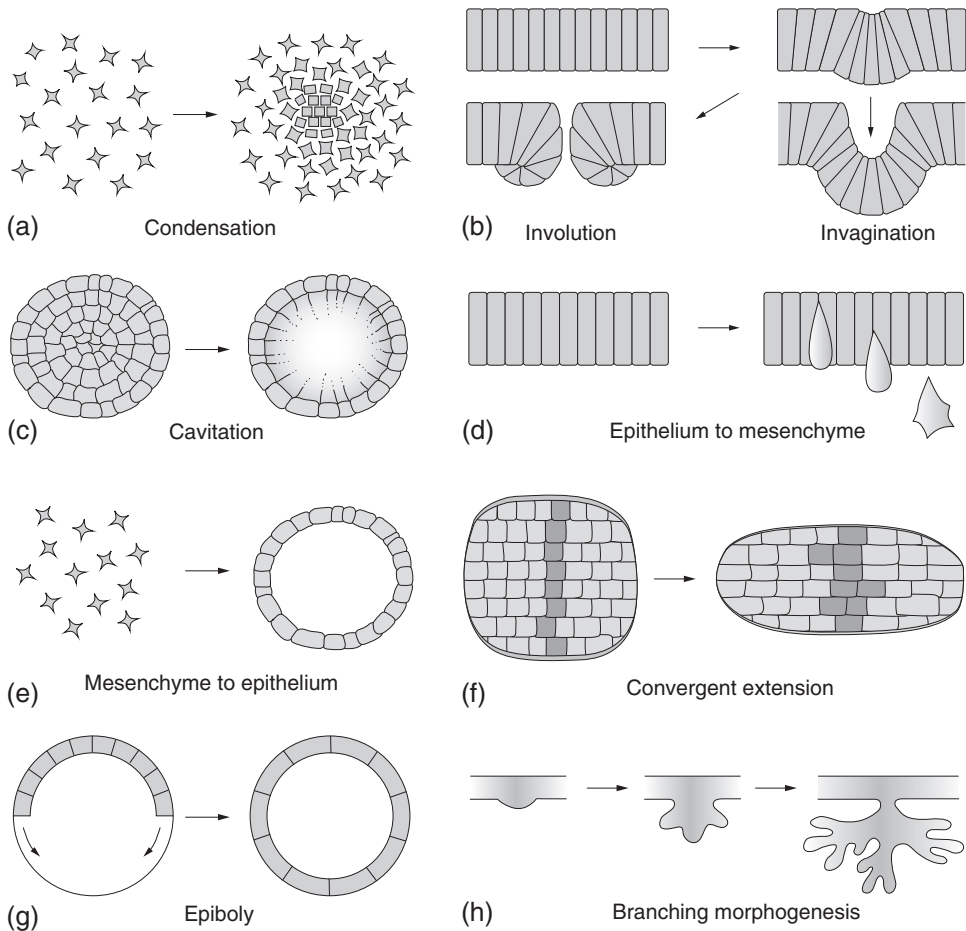 (a) Condensation
(b) Involution Invagination
(c) Cavitation
(d) Epithelium to mesenchyme
(e) Mesenchyme to epithelium
(f) Convergent extension
(g) Epiboly
(h) Branching morphogenesis